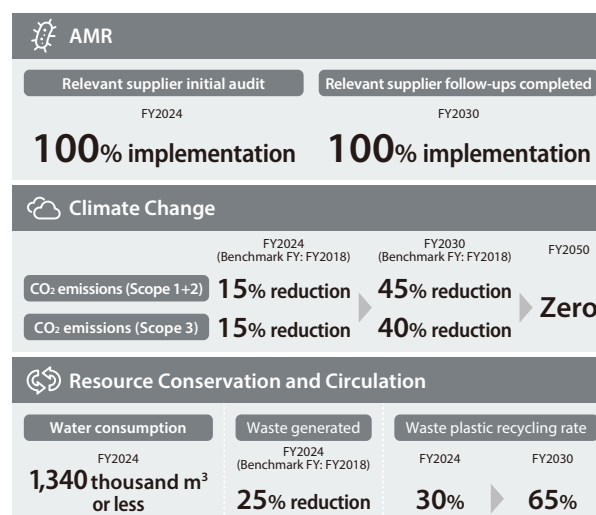 AMR
Relevant supplier initial audit
FY2024
100% implementation
Relevant supplier follow-ups completed
FY2030
100% implementation
Climate Change
FY2024
(Benchmark FY: FY2018)
FY2030
(Benchmark FY: FY2018)
FY2050
CO₂ emissions (Scope 1+2)
15% reduction
45% reduction
Zero
CO₂ emissions (Scope 3)
15% reduction
40% reduction
Resource Conservation and Circulation
Water consumption
FY2024
1,340 thousand m³
or less
Waste generated
FY2024
(Benchmark FY: FY2018)
25% reduction
Waste plastic recycling rate
FY2024
30%
FY2030
65%